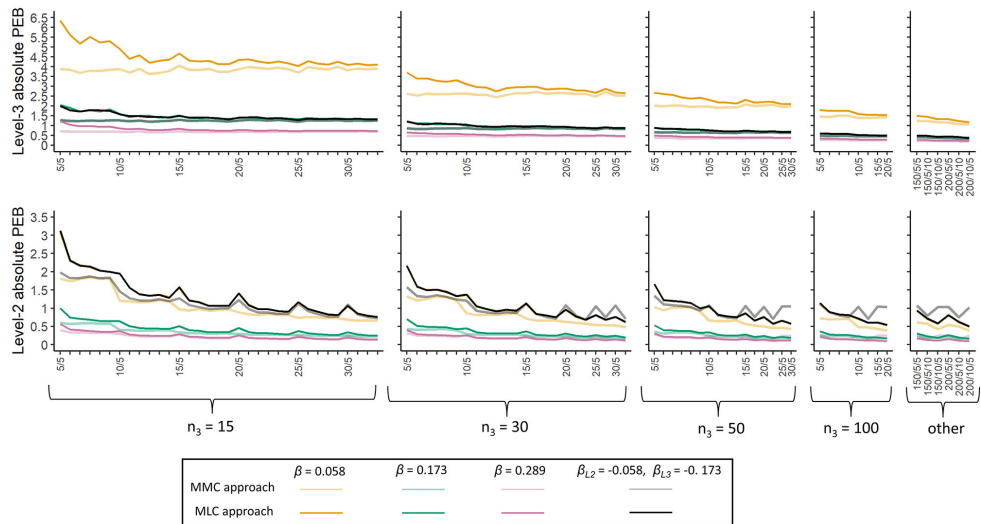 Level-3 absolute PEB
6.5
6
5.5
5
4.5
4
3.5
3
2.5
2
1.5
1
0.5
0
5/5 10/5 15/5 20/5 25/5 30/5
5/5 10/5 15/5 20/5 25/5 30/5
5/5 10/5 15/5 20/5 25/5 30/5
5/5 10/5 15/5 20/5
150/5/5 150/5/10 150/10/5 200/5/5 200/5/10 200/10/5
Level-2 absolute PEB
3.5
3
2.5
2
1.5
1
0.5
0
5/5 10/5 15/5 20/5 25/5 30/5
5/5 10/5 15/5 20/5 25/5 30/5
5/5 10/5 15/5 20/5 25/5 30/5
5/5 10/5 15/5 20/5
150/5/5 150/5/10 150/10/5 200/5/5 200/5/10 200/10/5
n₃ = 15 n₃ = 30 n₃ = 50 n₃ = 100 other
β = 0.058 β = 0.173 β = 0.289 β_L2 = -0.058, β_L3 = -0. 173
MMC approach
MLC approach